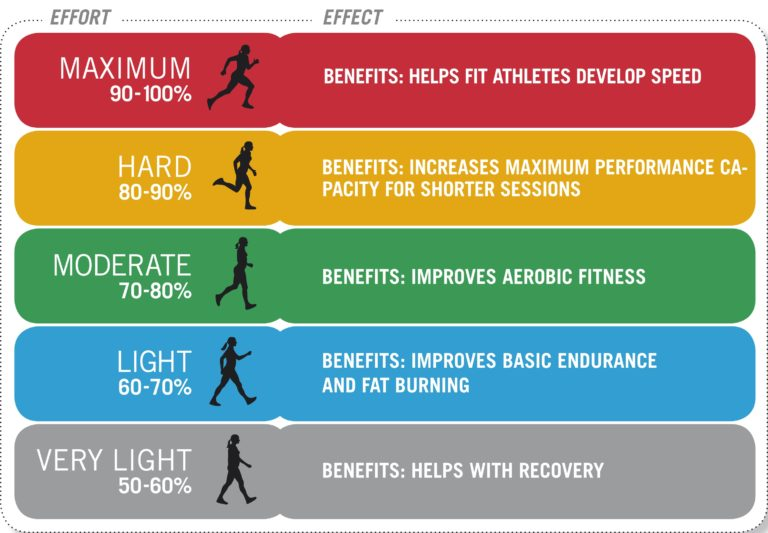 EFFORT
EFFECT
MAXIMUM
90-100%
BENEFITS: HELPS FIT ATHLETES DEVELOP SPEED
HARD
80-90%
BENEFITS: INCREASES MAXIMUM PERFORMANCE CA-
PACITY FOR SHORTER SESSIONS
MODERATE
70-80%
BENEFITS: IMPROVES AEROBIC FITNESS
LIGHT
60-70%
BENEFITS: IMPROVES BASIC ENDURANCE
AND FAT BURNING
VERY LIGHT
50-60%
BENEFITS: HELPS WITH RECOVERY